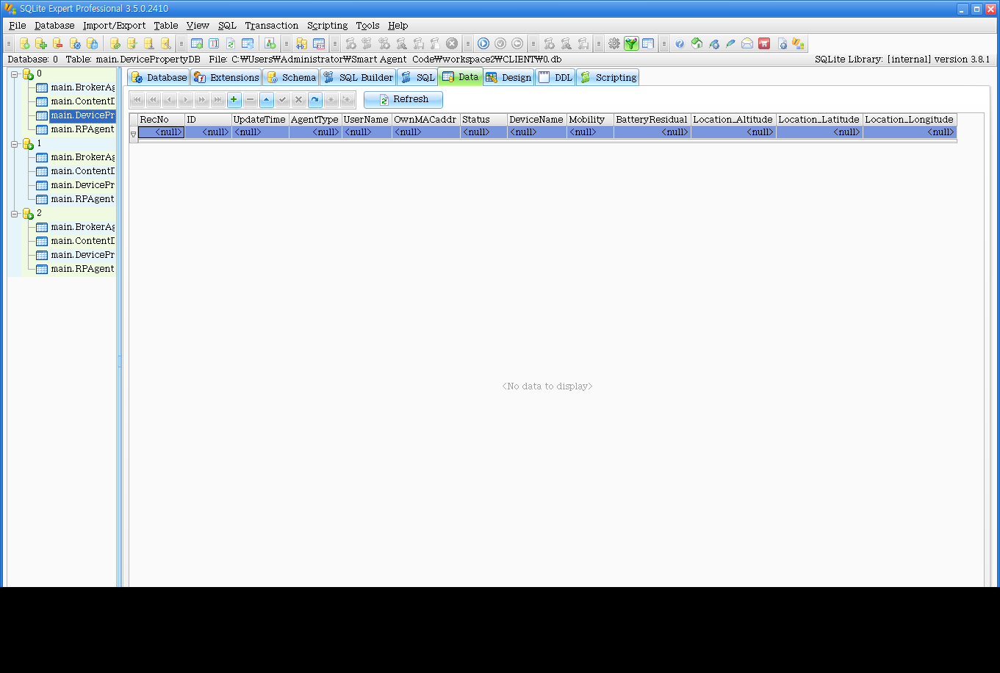 SQLite Expert Professional 3.5.0.2410
File Database Import/Export Table View SQL Transaction Scripting Tools Help
Database: 0 Table: main.DevicePropertyDB File: C:₩Users₩Administrator₩Smart Agent Code₩workspace2₩CLIENT₩0.db SQLite Library: [internal] version 3.8.1
0
main.BrokerAg
main.ContentD
main.DevicePr
main.RPAgent
1
main.BrokerAg
main.ContentD
main.DevicePr
main.RPAgent
2
main.BrokerAg
main.ContentD
main.DevicePr
main.RPAgent
Database Extensions Schema SQL Builder SQL Data Design DDL Scripting
Refresh
RecNo ID UpdateTime AgentType UserName OwnMACaddr Status DeviceName Mobility BatteryResidual Location_Altitude Location_Latitude Location_Longitude
<null> <null> <null> <null> <null> <null> <null> <null> <null> <null> <null> <null> <null>
<No data to display>